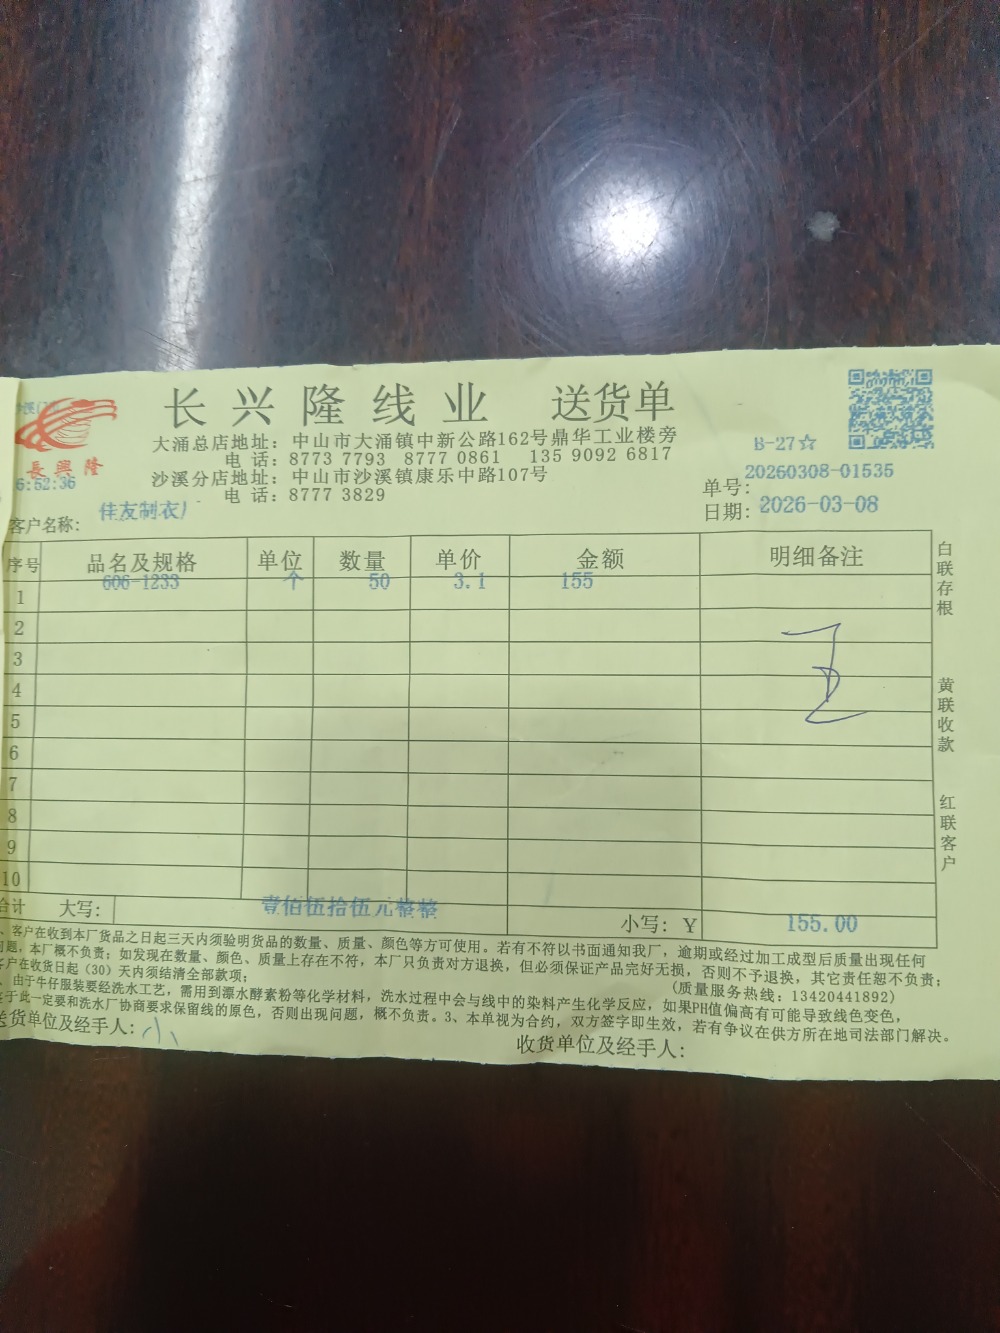 长兴隆线业 送货单
大涌总店地址：中山市大涌镇中新公路162号鼎华工业楼旁
电 话：8773 7793 8777 0861 135 9092 6817
沙溪分店地址：中山市沙溪镇康乐中路107号
电 话：8777 3829
長興隆
6:52:36
B-27☆
单号：20260308-01535
日期：2026-03-08
客户名称：佳友制衣厂
序号 品名及规格 单位 数量 单价 金额 明细备注
1 606-1233 个 50 3.1 155
2
3
4
5
6
7
8
9
10
合计 大写：壹佰伍拾伍元整整 小写：Y 155.00
白联存根
黄联收款
红联客户
、客户在收到本厂货品之日起三天内须验明货品的数量、质量、颜色等方可使用。若有不符以书面通知我厂，逾期或经过加工成型后质量出现任何
问题，本厂概不负责；如发现在数量、颜色、质量上存在不符，本厂只负责对方退换，但必须保证产品完好无损，否则不予退换，其它责任恕不负责；
客户在收货日起（30）天内须结清全部款项；
(质量服务热线：13420441892)
、由于牛仔服装要经洗水工艺，需用到漂水酵素粉等化学材料，洗水过程中会与线中的染料产生化学反应，如果PH值偏高有可能导致线色变色，
于此一定要和洗水厂协商要求保留线的原色，否则出现问题，概不负责。3、本单视为合约，双方签字即生效，若有争议在供方所在地司法部门解决。
送货单位及经手人：小
收货单位及经手人：